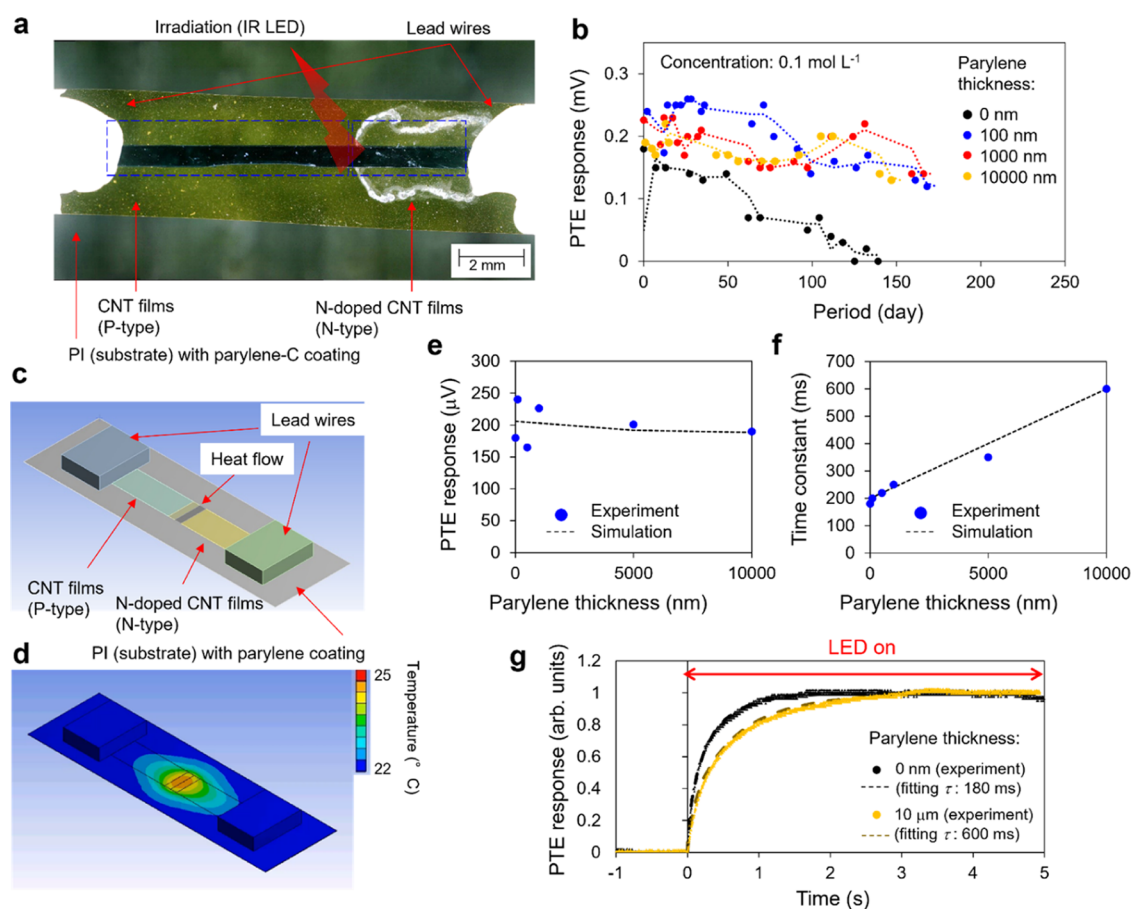 a
Irradiation (IR LED)
Lead wires
2 mm
CNT films
(P-type)
N-doped CNT films
(N-type)
PI (substrate) with parylene-C coating
b
Concentration: 0.1 mol L-1
Parylene
thickness:
0 nm
100 nm
1000 nm
10000 nm
PTE response (mV)
0.3
0.2
0.1
0
0 50 100 150 200 250
Period (day)
c
Lead wires
Heat flow
CNT films
(P-type)
N-doped CNT films
(N-type)
PI (substrate) with parylene coating
d
25
22
Temperature (° C)
e
PTE response (μV)
300
250
200
150
100
50
0
Experiment
Simulation
0 5000 10000
Parylene thickness (nm)
f
Time constant (ms)
700
600
500
400
300
200
100
0
Experiment
Simulation
0 5000 10000
Parylene thickness (nm)
g
LED on
PTE response (arb. units)
1.2
1
0.8
0.6
0.4
0.2
0
Parylene thickness:
0 nm (experiment)
(fitting τ: 180 ms)
10 μm (experiment)
(fitting τ: 600 ms)
-1 0 1 2 3 4 5
Time (s)